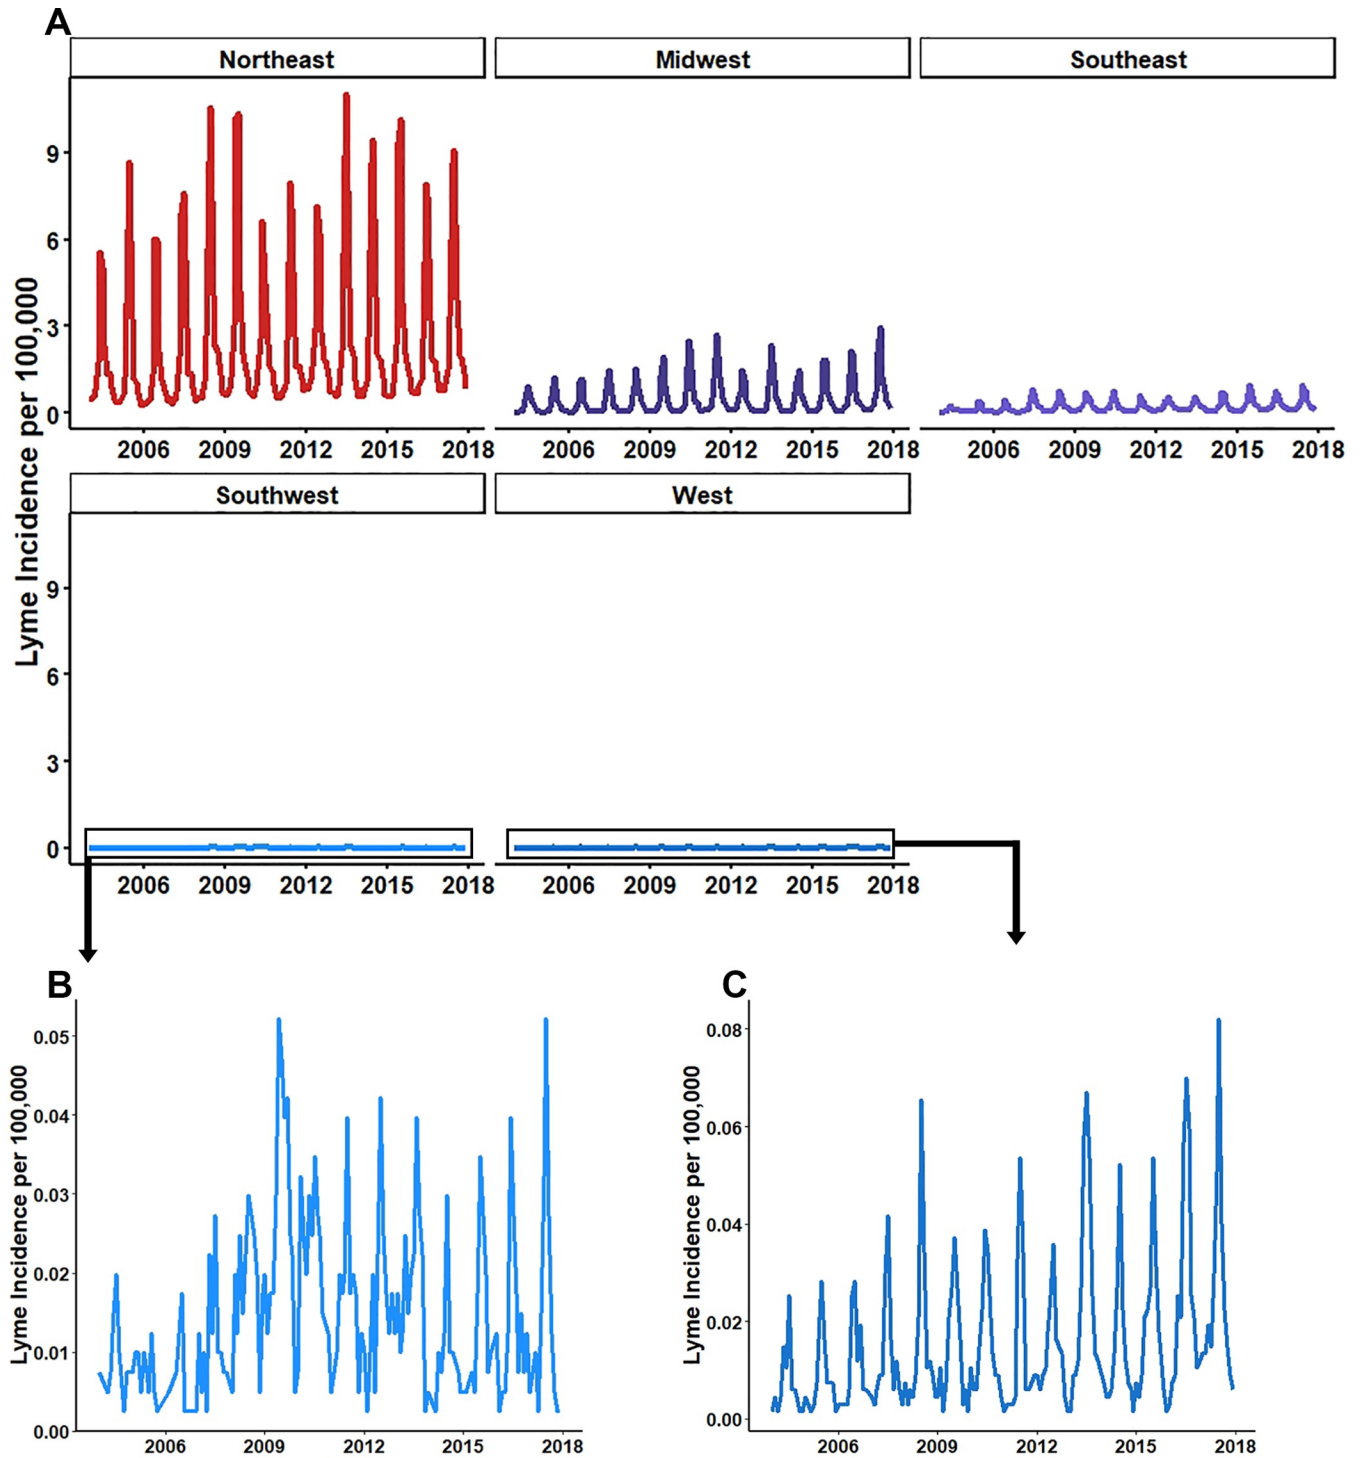 A
Northeast Midwest Southeast
Lyme Incidence per 100,000
9
6
3
0
2006 2009 2012 2015 2018 2006 2009 2012 2015 2018 2006 2009 2012 2015 2018
Southwest West
9
6
3
0
2006 2009 2012 2015 2018 2006 2009 2012 2015 2018
B
Lyme Incidence per 100,000
0.05
0.04
0.03
0.02
0.01
0.00
2006 2009 2012 2015 2018
C
Lyme Incidence per 100,000
0.08
0.06
0.04
0.02
0.00
2006 2009 2012 2015 2018